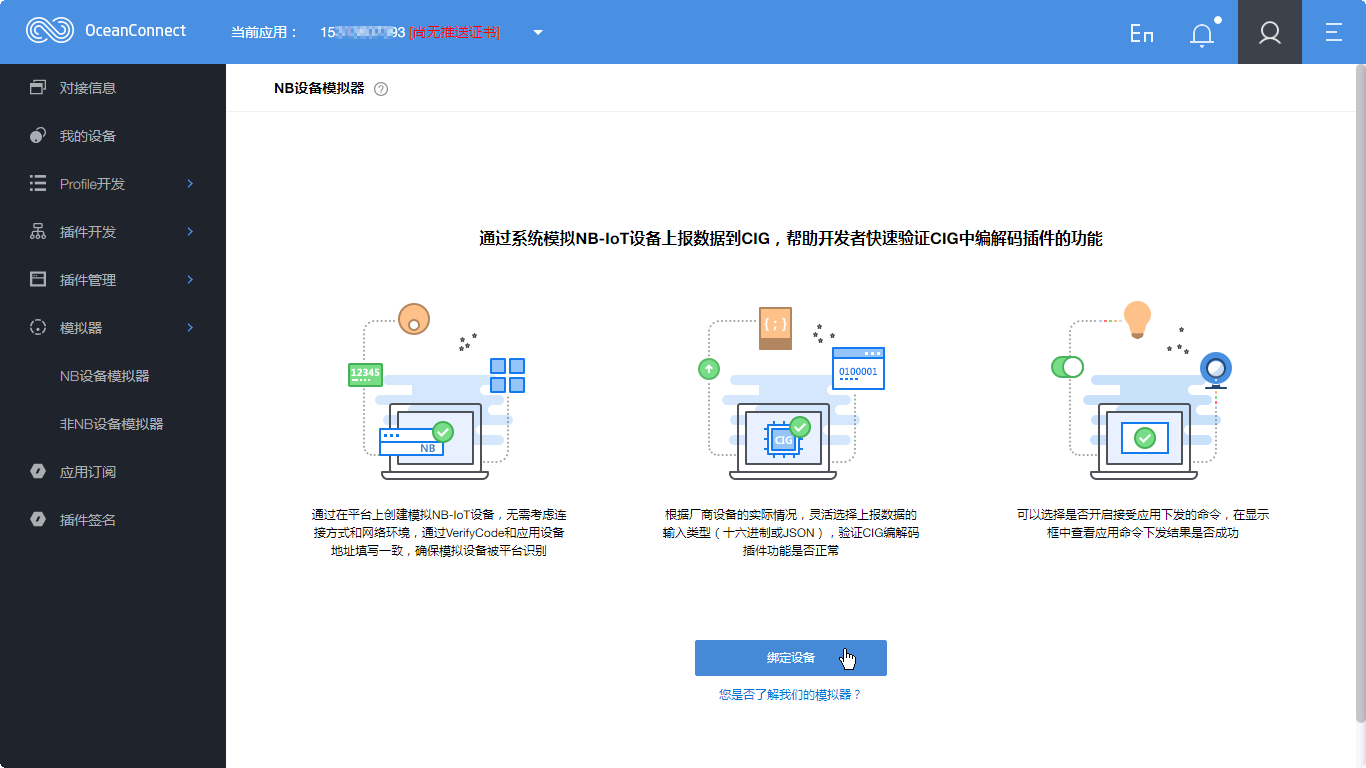 OceanConnect
当前应用：
15
93 [尚无推送证书]
En
对接信息
我的设备
Profile开发
插件开发
插件管理
模拟器
NB设备模拟器
非NB设备模拟器
应用订阅
插件签名
NB设备模拟器 ?
通过系统模拟NB-IoT设备上报数据到CIG，帮助开发者快速验证CIG中编解码插件的功能
12345
NB
通过在平台上创建模拟NB-IoT设备，无需考虑连
接方式和网络环境，通过VerifyCode和应用设备
地址填写一致，确保模拟设备被平台识别
{;}
0100001
CIG
根据厂商设备的实际情况，灵活选择上报数据的
输入类型（十六进制或JSON），验证CIG编解码
插件功能是否正常
可以选择是否开启接受应用下发的命令，在显示
框中查看应用命令下发结果是否成功
绑定设备
您是否了解我们的模拟器？